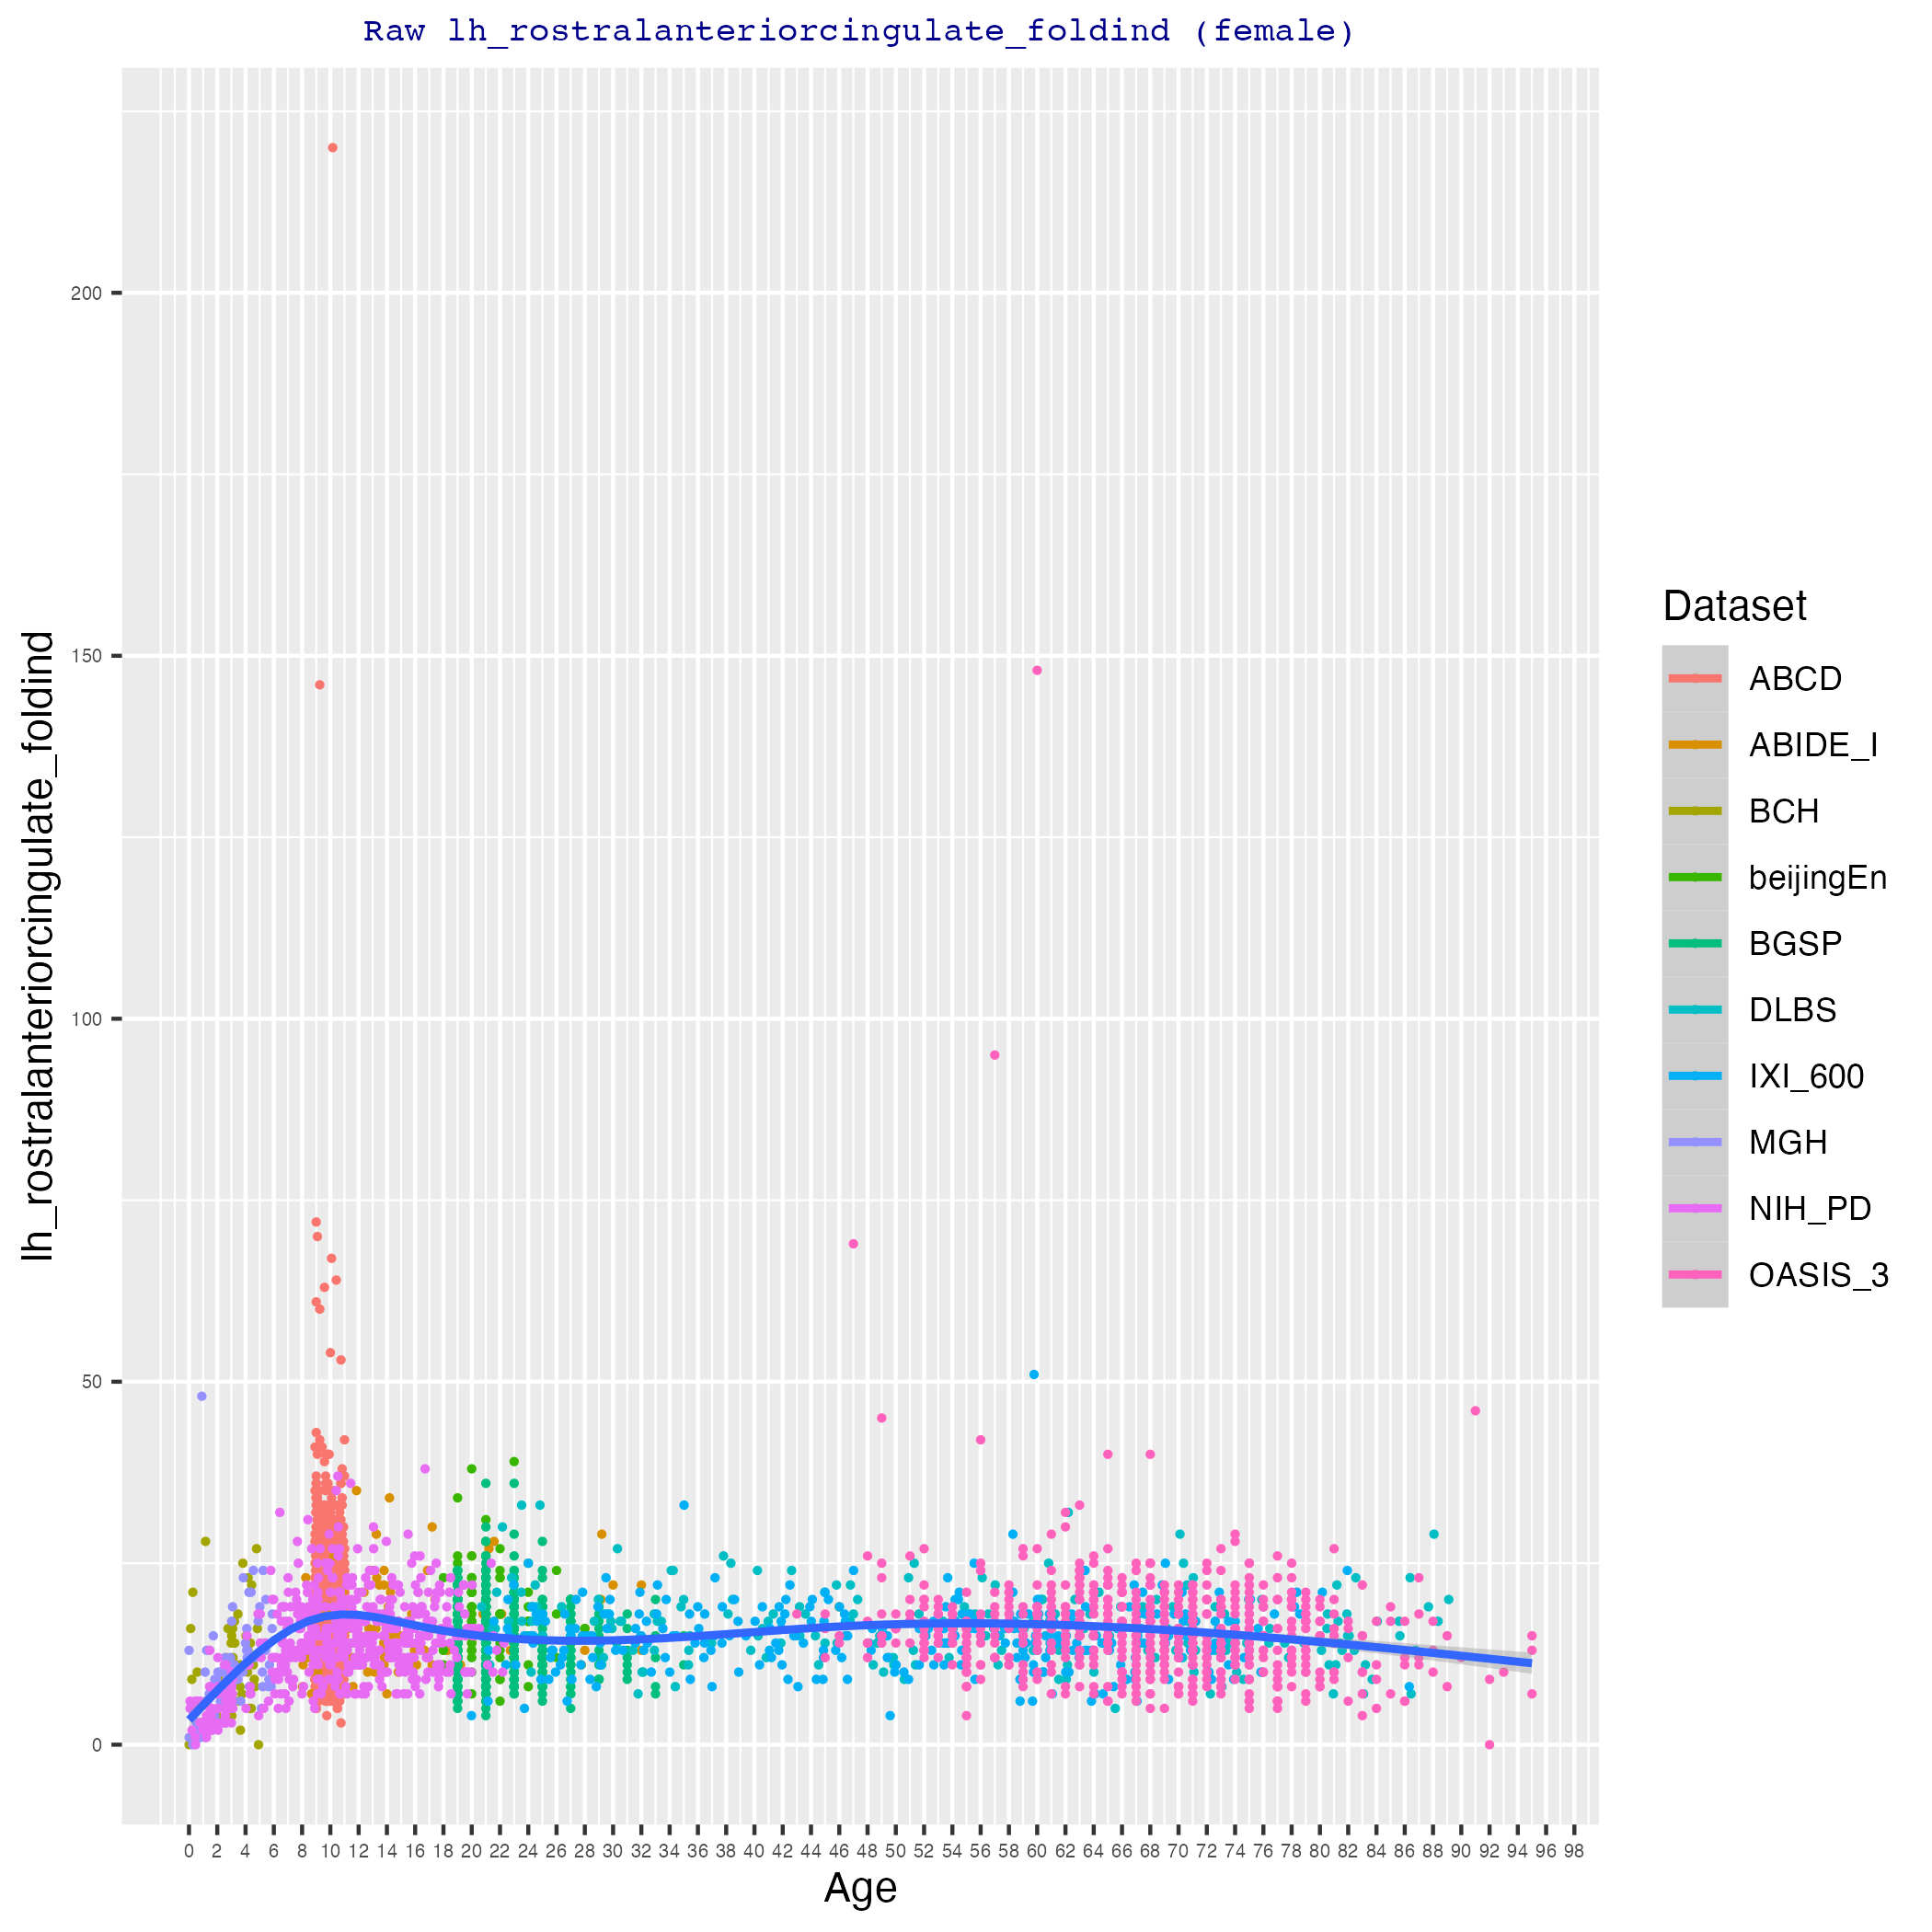 Raw lh_rostralanteriorcingulate_foldind (female)
lh_rostralanteriorcingulate_foldind
200
150
100
50
0
0 2 4 6 8 10 12 14 16 18 20 22 24 26 28 30 32 34 36 38 40 42 44 46 48 50 52 54 56 58 60 62 64 66 68 70 72 74 76 78 80 82 84 86 88 90 92 94 96 98
Age
Dataset
ABCD
ABIDE_I
BCH
beijingEn
BGSP
DLBS
IXI_600
MGH
NIH_PD
OASIS_3